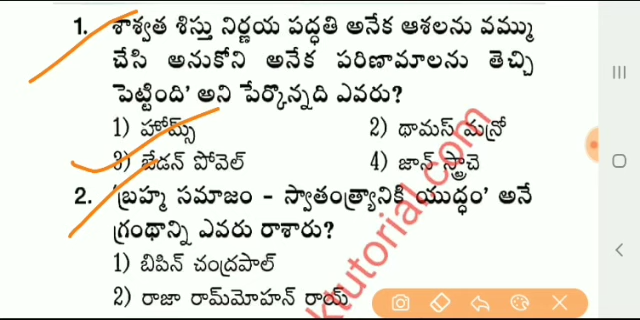 1. శాశ్వత శిస్తు నిర్ణయ పద్ధతి అనేక ఆశలను వమ్ము
చేసి అనుకోని అనేక పరిణామాలను తెచ్చి
పెట్టింది' అని పేర్కొన్నది ఎవరు?
1) హోమ్స్ 2) థామస్ మన్రో
3) బేడన్ పోవెల్ 4) జాన్ స్ట్రాచె
2. 'బ్రహ్మ సమాజం - స్వాతంత్ర్యానికి యుద్ధం' అనే
గ్రంథాన్ని ఎవరు రాశారు?
1) బిపిన్ చంద్రపాల్
2) రాజా రామ్‌మోహన్ రాయ్
ktutorial.com